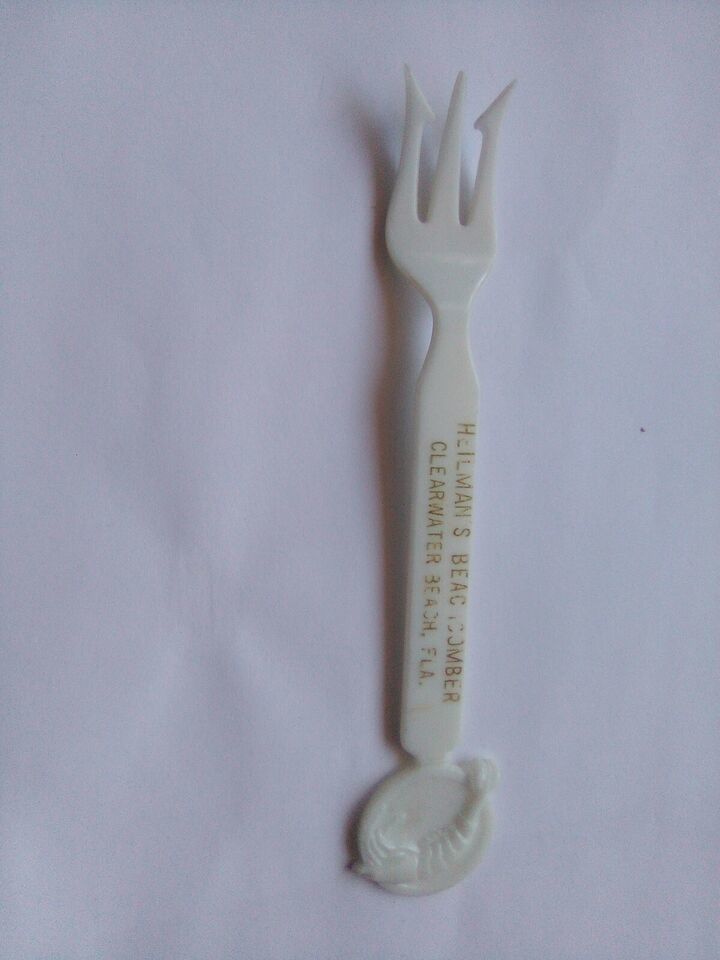 HEILMAN'S BEACHCOMBER
CLEARWATER BEACH, FLA.